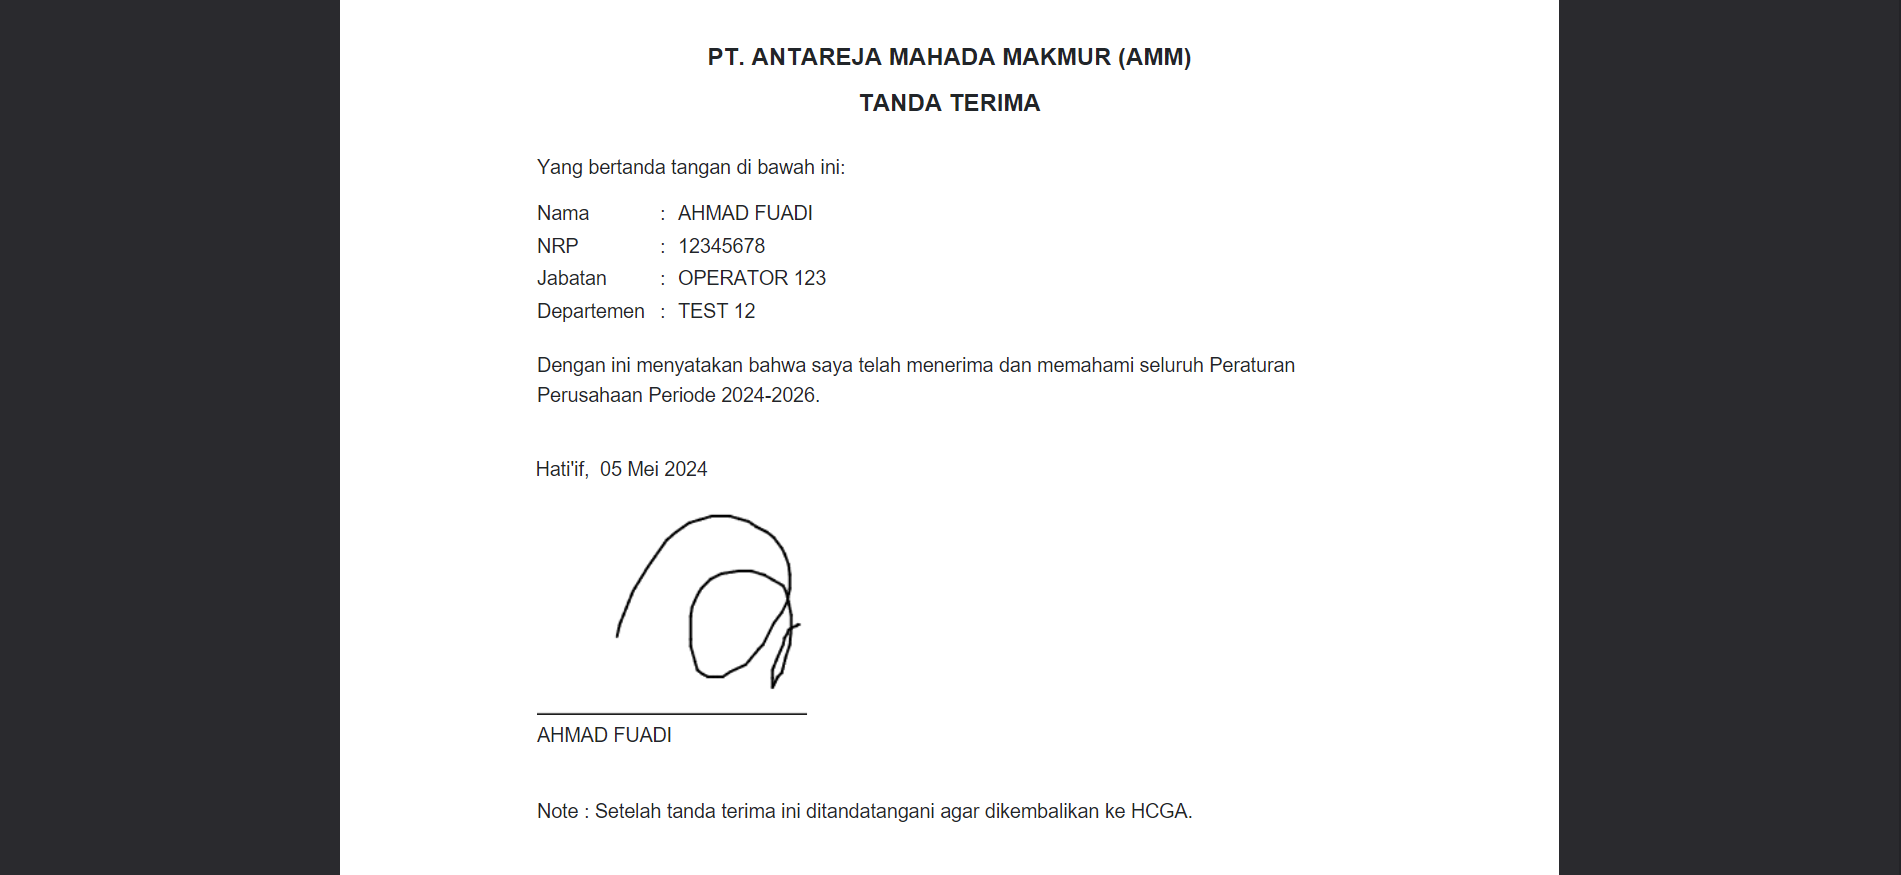 PT. ANTAREJA MAHADA MAKMUR (AMM)
TANDA TERIMA
Yang bertanda tangan di bawah ini:
Nama : AHMAD FUADI
NRP : 12345678
Jabatan : OPERATOR 123
Departemen : TEST 12
Dengan ini menyatakan bahwa saya telah menerima dan memahami seluruh Peraturan
Perusahaan Periode 2024-2026.
Hati'if, 05 Mei 2024
AHMAD FUADI
Note : Setelah tanda terima ini ditandatangani agar dikembalikan ke HCGA.